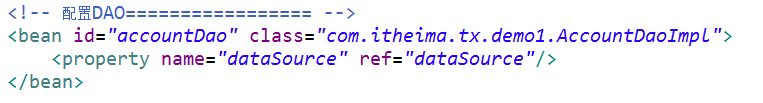 <!-- 配置DAO================= -->
<bean id="accountDao" class="com.itheima.tx.demo1.AccountDaoImpl">
    <property name="dataSource" ref="dataSource"/>
</bean>